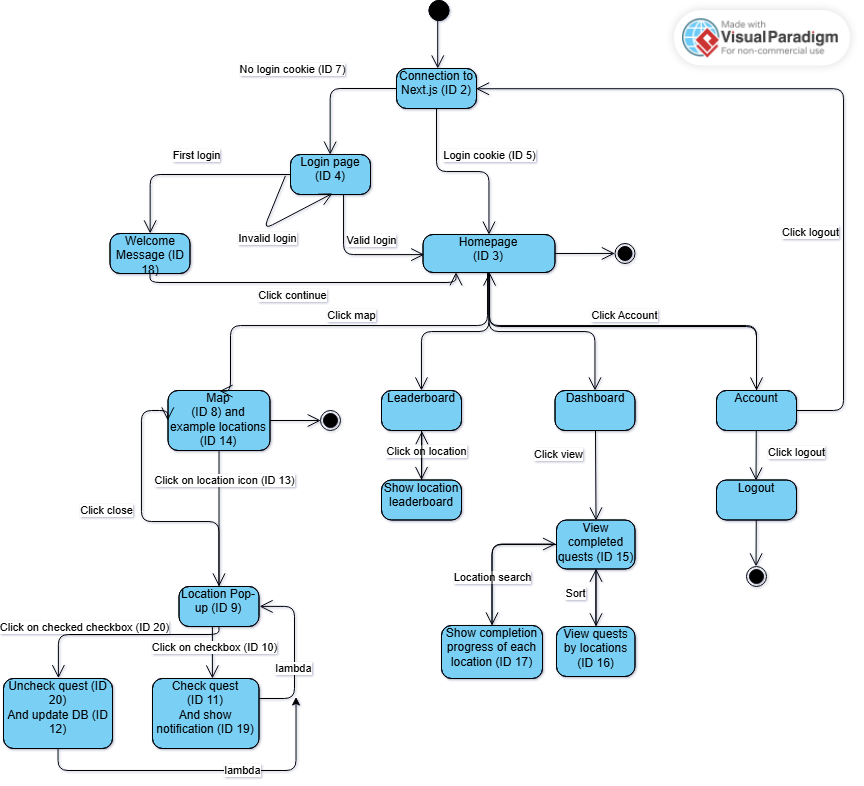 Made with
VisualParadigm
For non-commercial use
No login cookie (ID 7)
Connection to
Next.js (ID 2)
First login
Login page
(ID 4)
Login cookie (ID 5)
Invalid login
Valid login
Welcome
Message (ID
18)
Homepage
(ID 3)
Click logout
Click continue
Click map
Click Account
Map
(ID 8) and
example locations
(ID 14)
Leaderboard
Dashboard
Account
Click on location
Click view
Click logout
Click on location icon (ID 13)
Show location
leaderboard
Logout
Click close
View
completed
quests (ID 15)
Location search
Sort
Location Pop-
up (ID 9)
Click on checked checkbox (ID 20)
Click on checkbox (ID 10)
Show completion
progress of each
location (ID 17)
View quests
by locations
(ID 16)
lambda
Uncheck quest (ID
20)
And update DB (ID
12)
Check quest
(ID 11)
And show
notification (ID 19)
lambda